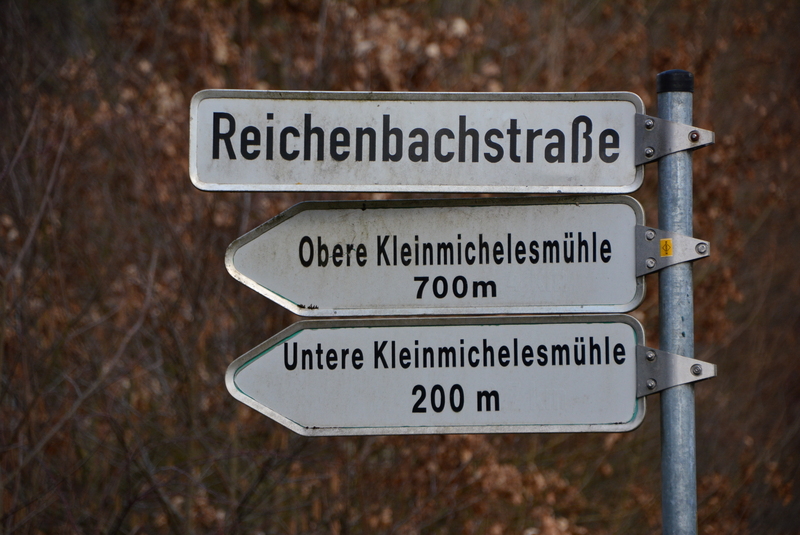 Reichenbachstraße
Obere Kleinmichelesmühle
700m
Untere Kleinmichelesmühle
200 m